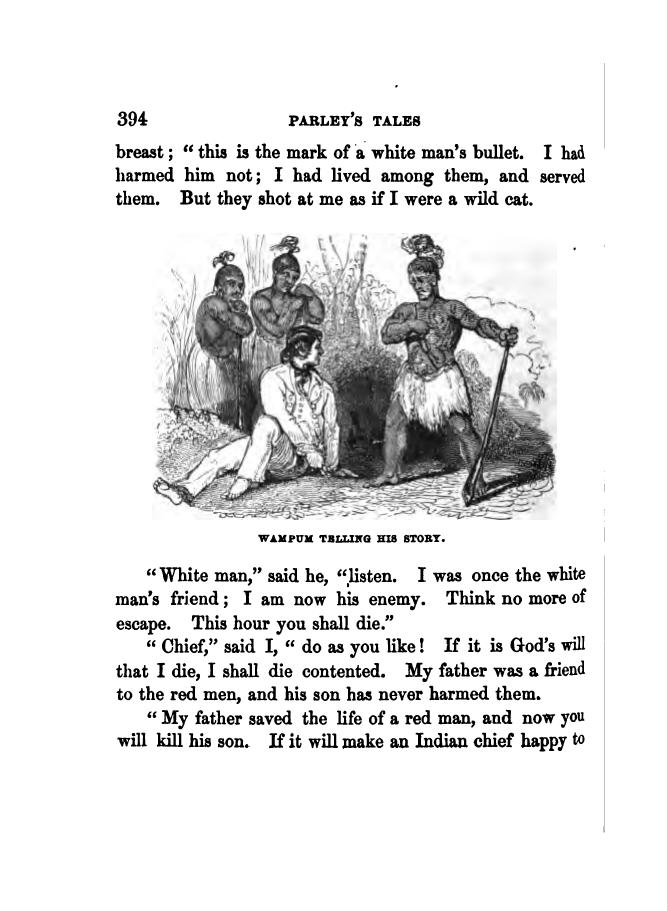 394 PARLEY'S TALES
breast; "this is the mark of a white man's bullet. I had
harmed him not; I had lived among them, and served
them. But they shot at me as if I were a wild cat.
WAMPUM TELLING HIS STORY.
"White man," said he, "listen. I was once the white
man's friend; I am now his enemy. Think no more of
escape. This hour you shall die."
"Chief," said I, "do as you like! If it is God's will
that I die, I shall die contented. My father was a friend
to the red men, and his son has never harmed them.
"My father saved the life of a red man, and now you
will kill his son. If it will make an Indian chief happy to